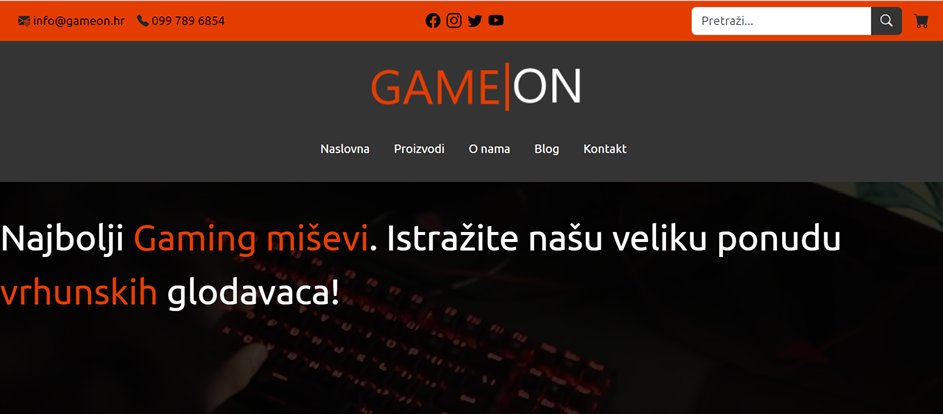 info@gameon.hr 099 789 6854
Pretraži...
GAME|ON
Naslovna Proizvodi O nama Blog Kontakt
Najbolji Gaming miševi. Istražite našu veliku ponudu
vrhunskih glodavaca!